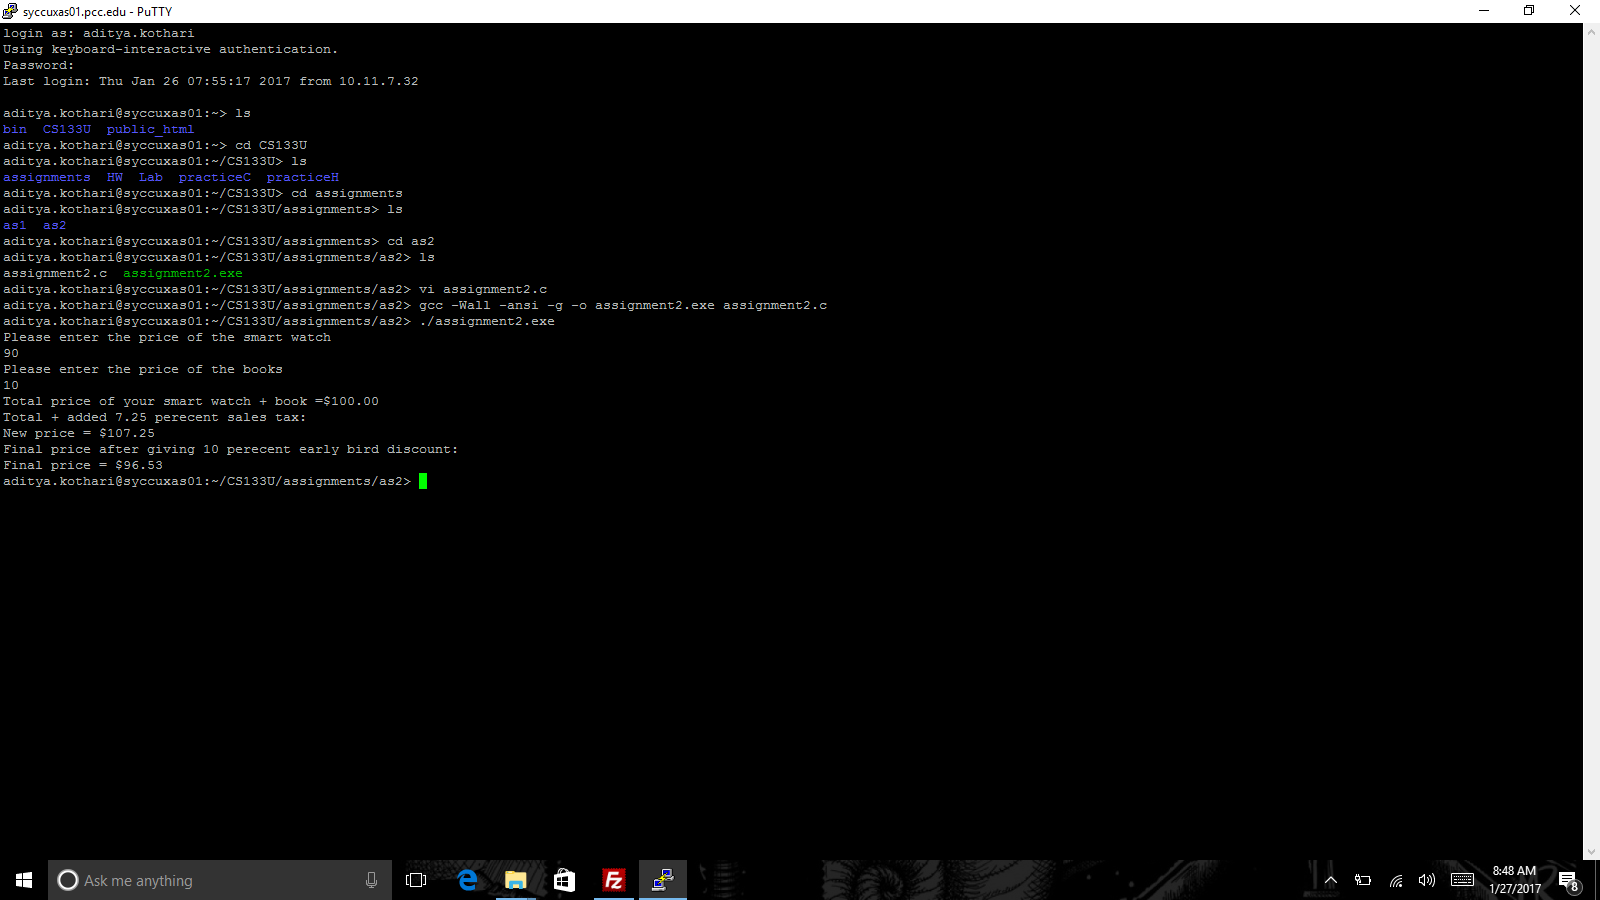 syccuxas01.pcc.edu - PuTTY
login as: aditya.kothari
Using keyboard-interactive authentication.
Password:
Last login: Thu Jan 26 07:55:17 2017 from 10.11.7.32
aditya.kothari@syccuxas01:~> ls
bin  CS133U  public_html
aditya.kothari@syccuxas01:~> cd CS133U
aditya.kothari@syccuxas01:~/CS133U> ls
assignments  HW  Lab  practiceC  practiceH
aditya.kothari@syccuxas01:~/CS133U> cd assignments
aditya.kothari@syccuxas01:~/CS133U/assignments> ls
as1  as2
aditya.kothari@syccuxas01:~/CS133U/assignments> cd as2
aditya.kothari@syccuxas01:~/CS133U/assignments/as2> ls
assignment2.c  assignment2.exe
aditya.kothari@syccuxas01:~/CS133U/assignments/as2> vi assignment2.c
aditya.kothari@syccuxas01:~/CS133U/assignments/as2> gcc -Wall -ansi -g -o assignment2.exe assignment2.c
aditya.kothari@syccuxas01:~/CS133U/assignments/as2> ./assignment2.exe
Please enter the price of the smart watch
90
Please enter the price of the books
10
Total price of your smart watch + book =$100.00
Total + added 7.25 perecent sales tax:
New price = $107.25
Final price after giving 10 perecent early bird discount:
Final price = $96.53
aditya.kothari@syccuxas01:~/CS133U/assignments/as2>
Ask me anything
8:48 AM
1/27/2017
8